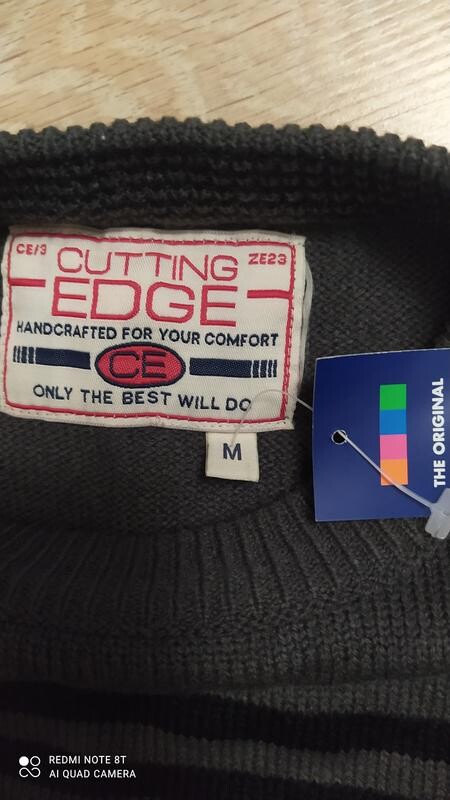 CE/3
ZE23
CUTTING
EDGE
HANDCRAFTED FOR YOUR COMFORT
CE
ONLY THE BEST WILL DO
M
THE ORIGINAL
REDMI NOTE 8T
AI QUAD CAMERA